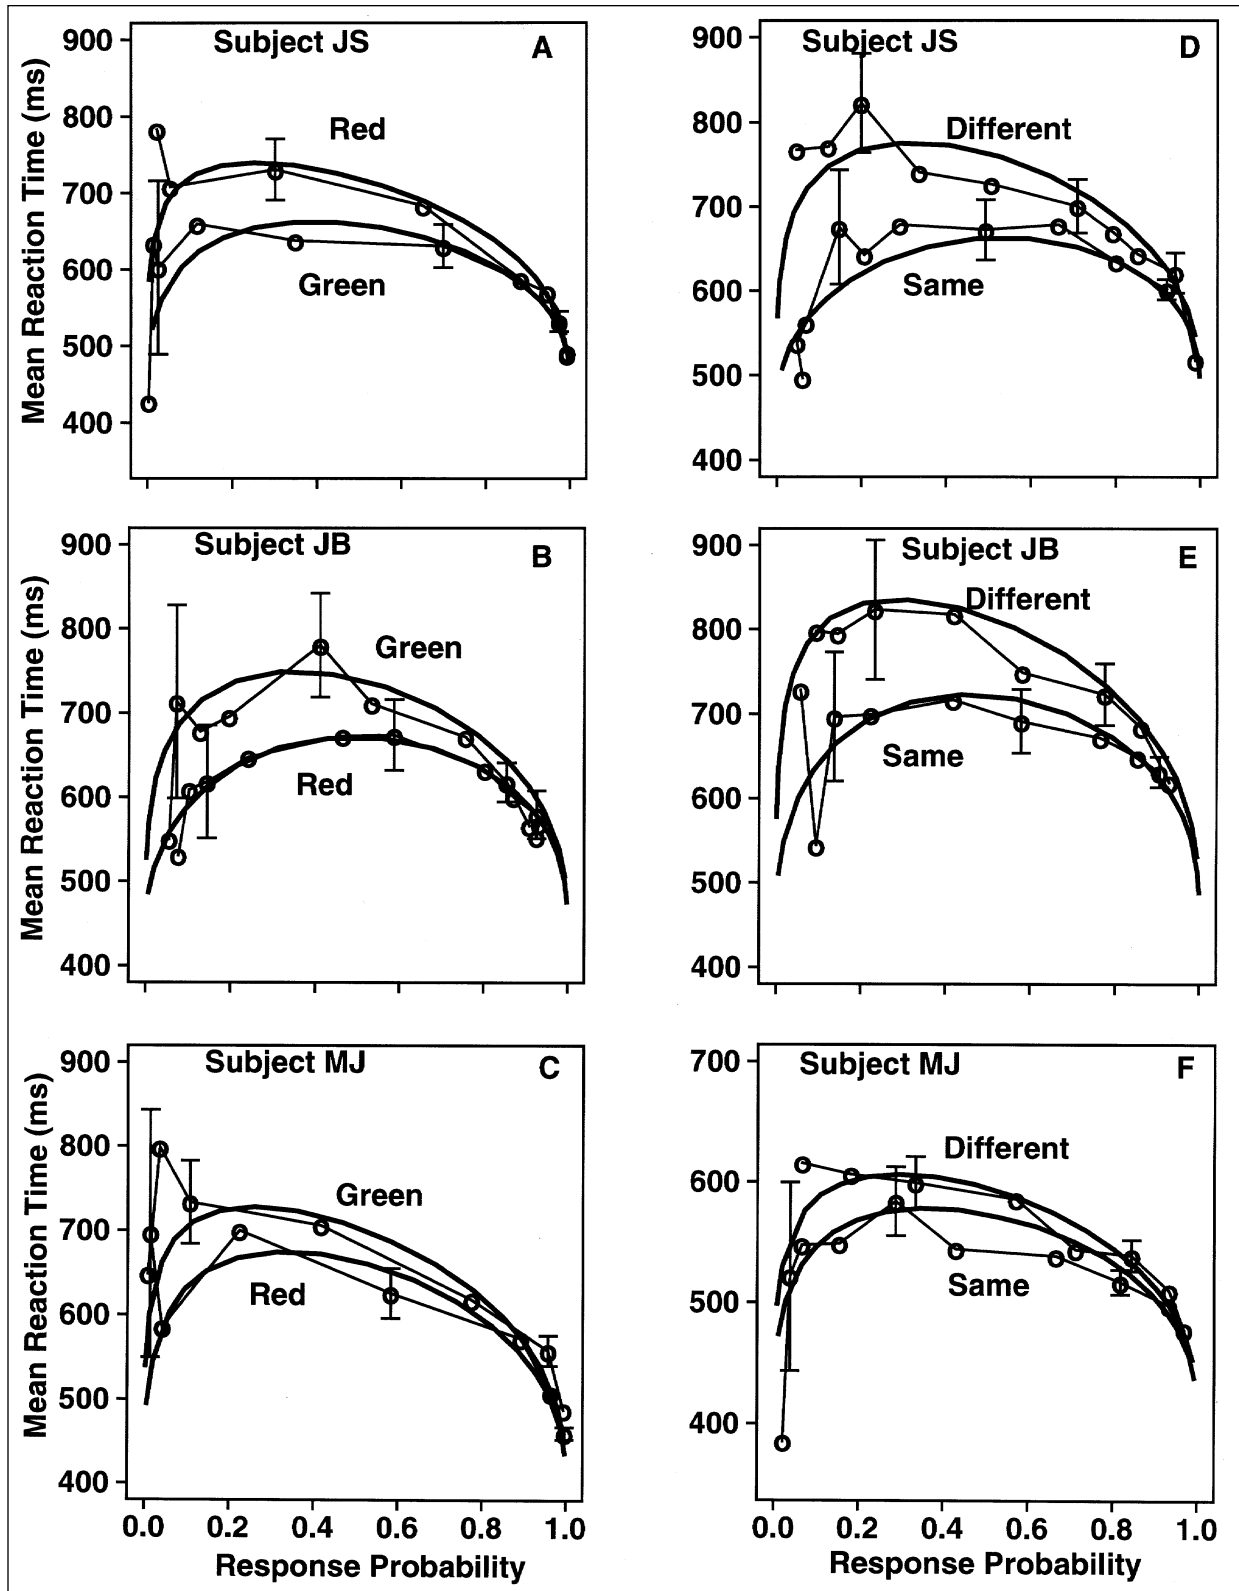 Subject JS
A
Mean Reaction Time (ms)
900
800
700
600
500
400
Red
Green
Subject JS
D
900
800
700
600
500
400
Different
Same
Subject JB
B
Mean Reaction Time (ms)
900
800
700
600
500
400
Green
Red
Subject JB
E
900
800
700
600
500
400
Different
Same
Subject MJ
C
Mean Reaction Time (ms)
900
800
700
600
500
400
Green
Red
0.0 0.2 0.4 0.6 0.8 1.0
Response Probability
Subject MJ
F
700
600
500
400
Different
Same
0.0 0.2 0.4 0.6 0.8 1.0
Response Probability